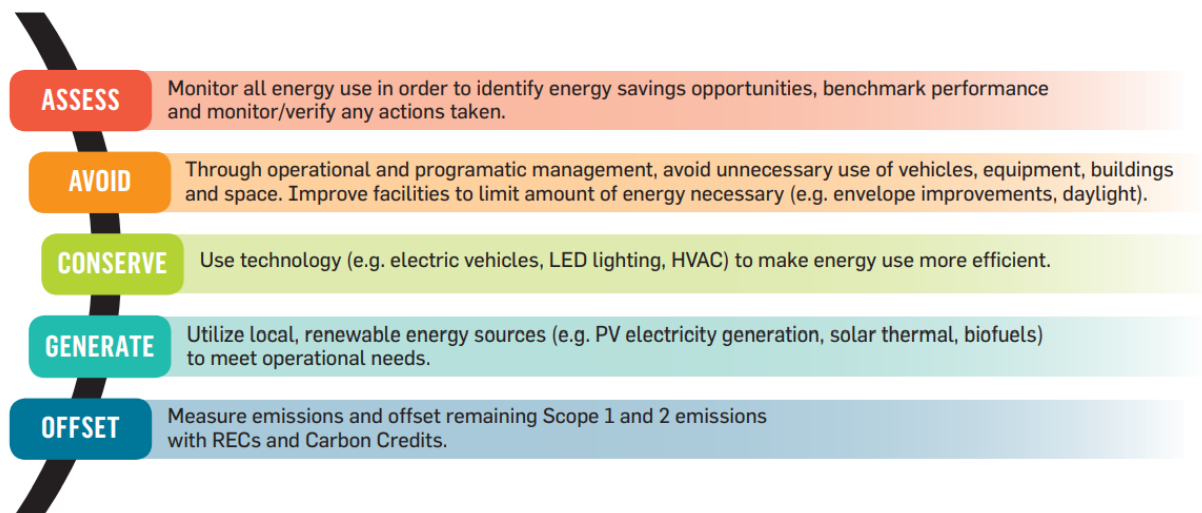 ASSESS
Monitor all energy use in order to identify energy savings opportunities, benchmark performance
and monitor/verify any actions taken.
AVOID
Through operational and programatic management, avoid unnecessary use of vehicles, equipment, buildings
and space. Improve facilities to limit amount of energy necessary (e.g. envelope improvements, daylight).
CONSERVE
Use technology (e.g. electric vehicles, LED lighting, HVAC) to make energy use more efficient.
GENERATE
Utilize local, renewable energy sources (e.g. PV electricity generation, solar thermal, biofuels)
to meet operational needs.
OFFSET
Measure emissions and offset remaining Scope 1 and 2 emissions
with RECs and Carbon Credits.